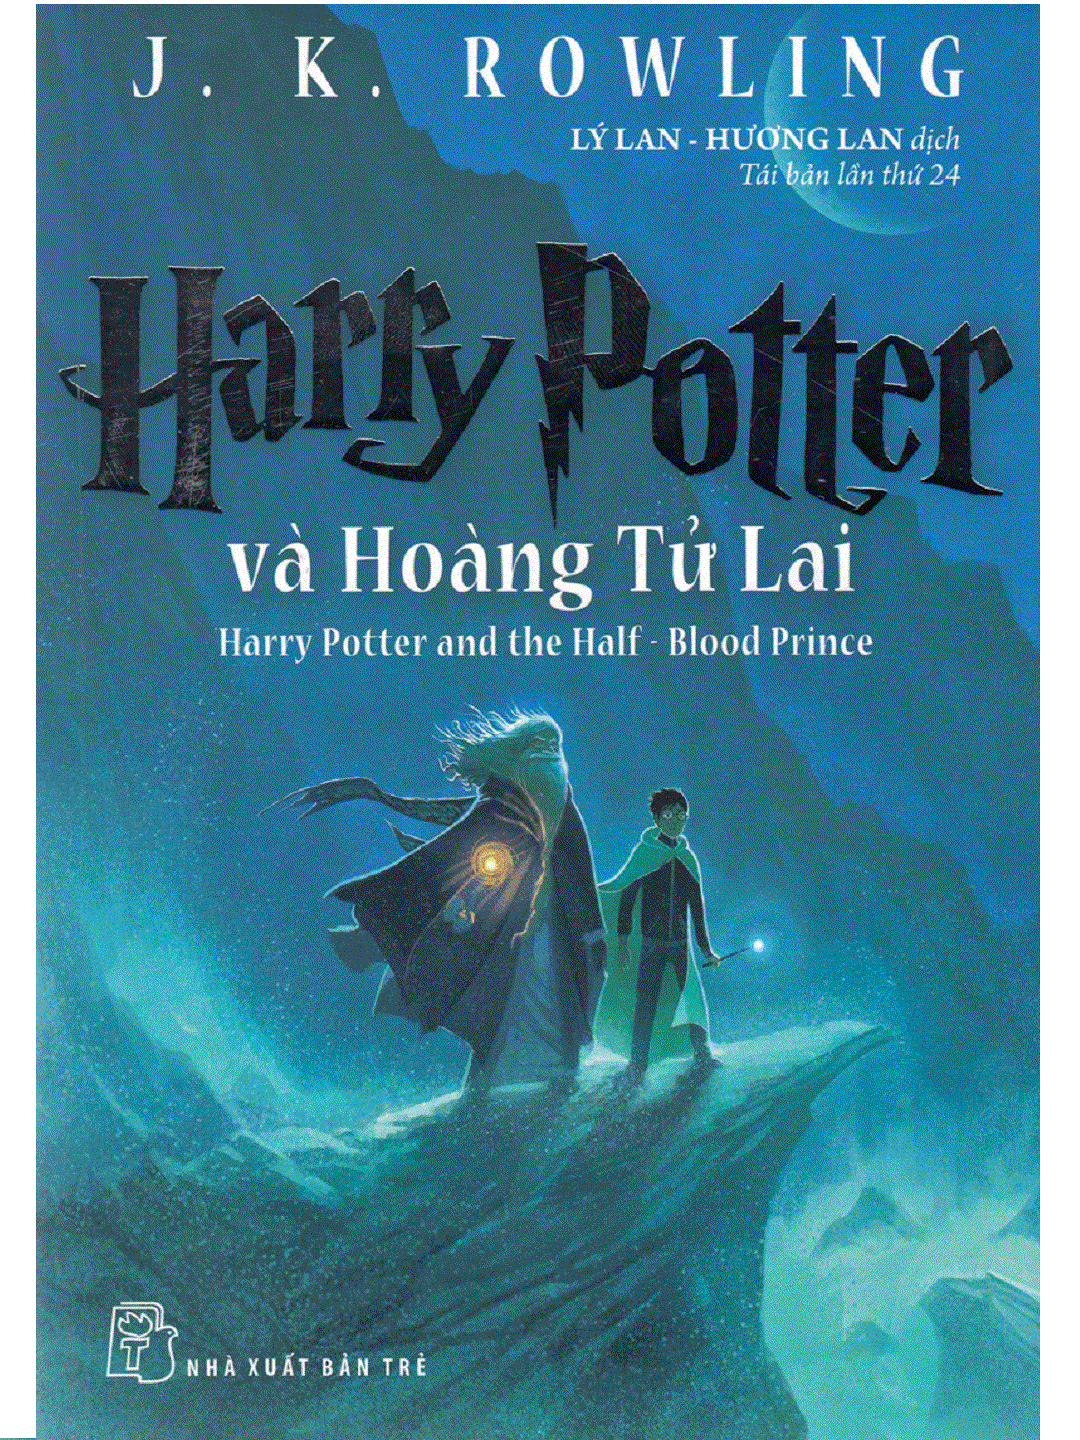 J. K. ROWLING
LÝ LAN - HƯƠNG LAN dịch
Tái bản lần thứ 24
Harry Potter
và Hoàng Tử Lai
Harry Potter and the Half - Blood Prince
NHÀ XUẤT BẢN TRẺ